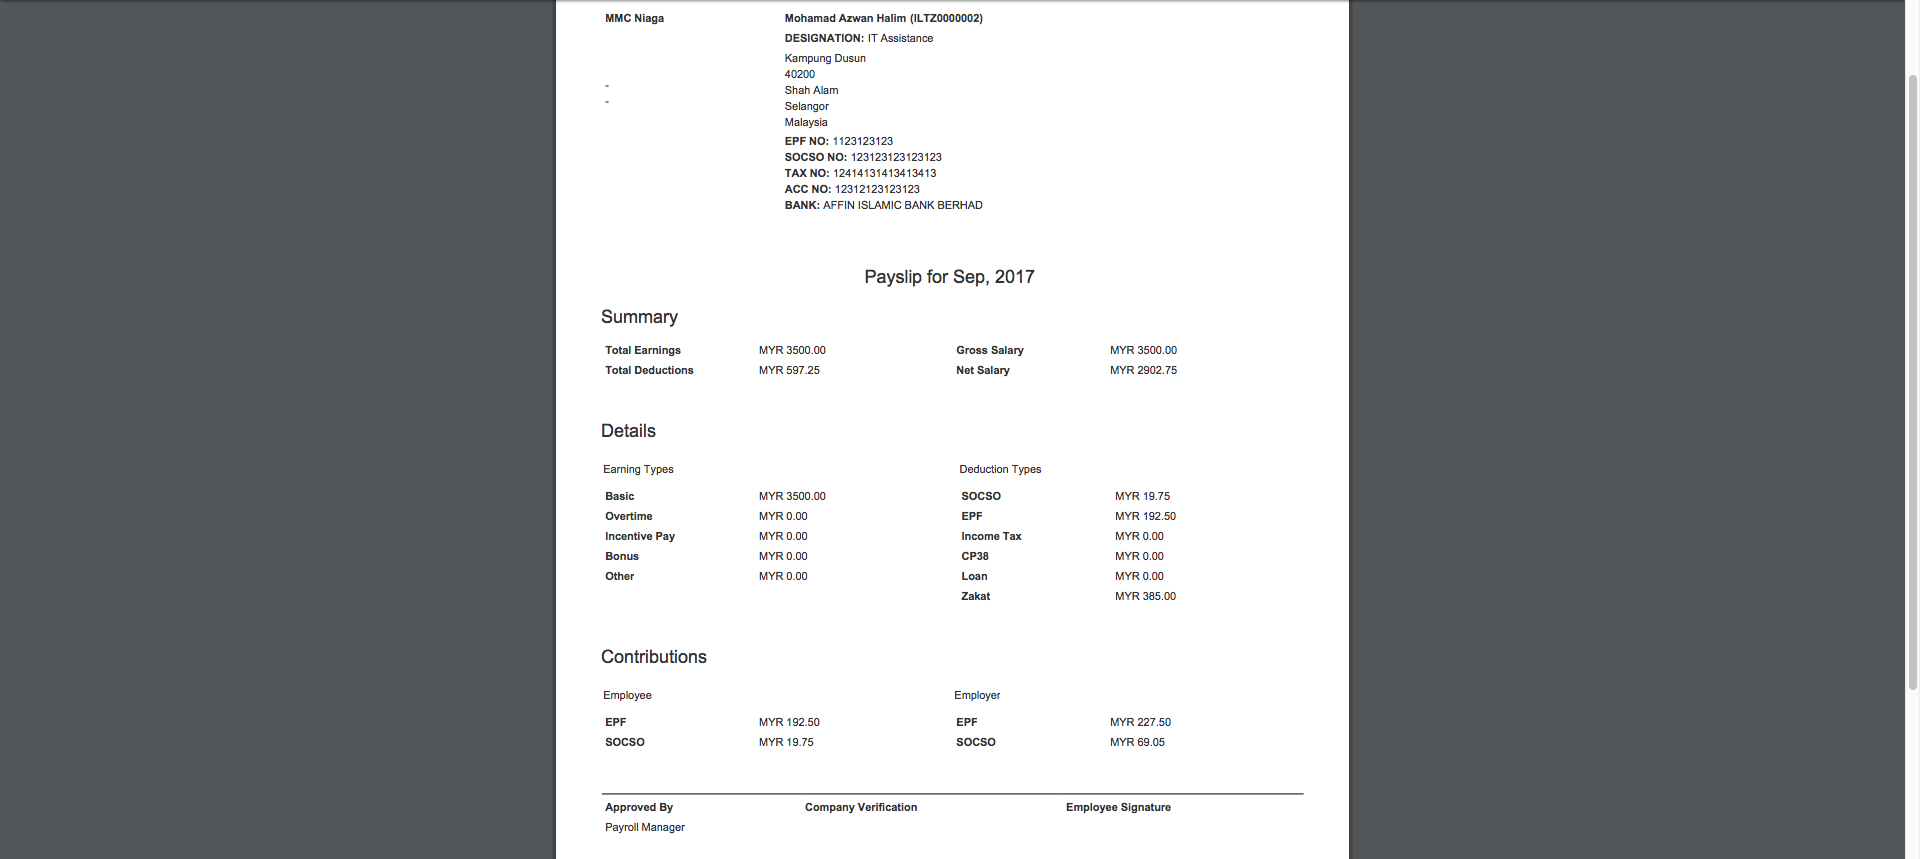 MMC Niaga
-
-
Mohamad Azwan Halim (ILTZ0000002)
DESIGNATION: IT Assistance
Kampung Dusun
40200
Shah Alam
Selangor
Malaysia
EPF NO: 1123123123
SOCSO NO: 123123123123123
TAX NO: 12414131413413413
ACC NO: 12312123123123
BANK: AFFIN ISLAMIC BANK BERHAD
Payslip for Sep, 2017
Summary
Total Earnings MYR 3500.00 Gross Salary MYR 3500.00
Total Deductions MYR 597.25 Net Salary MYR 2902.75
Details
Earning Types Deduction Types
Basic MYR 3500.00 SOCSO MYR 19.75
Overtime MYR 0.00 EPF MYR 192.50
Incentive Pay MYR 0.00 Income Tax MYR 0.00
Bonus MYR 0.00 CP38 MYR 0.00
Other MYR 0.00 Loan MYR 0.00
Zakat MYR 385.00
Contributions
Employee Employer
EPF MYR 192.50 EPF MYR 227.50
SOCSO MYR 19.75 SOCSO MYR 69.05
Approved By Company Verification Employee Signature
Payroll Manager